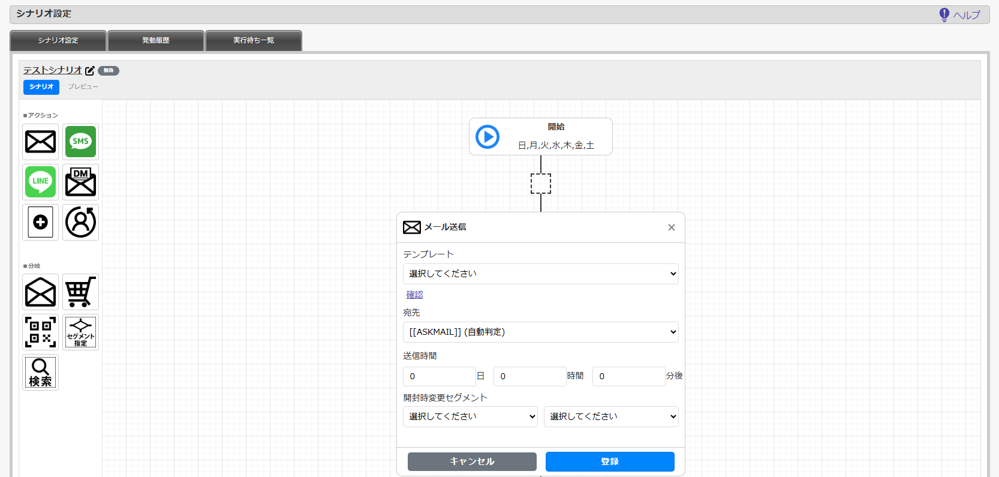 シナリオ設定
ヘルプ
シナリオ設定 発動履歴 実行待ち一覧
テストシナリオ 無効
シナリオ プレビュー
■アクション
SMS
LINE
DM
■分岐
セグメント
指定
検索
開始
日,月,火,水,木,金,土
メール送信
×
テンプレート
選択してください
確認
宛先
[[ASKMAIL]] (自動判定)
送信時間
0 日 0 時間 0 分後
開封時変更セグメント
選択してください 選択してください
キャンセル 登録